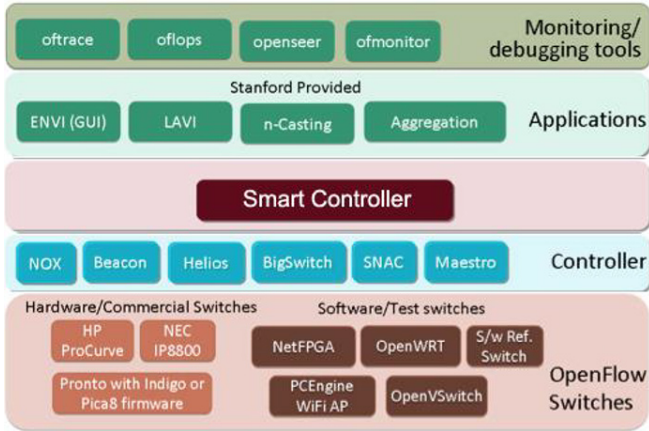 oftrace oflops openseer ofmonitor
Monitoring/
debugging tools
Stanford Provided
ENVI (GUI) LAVI n-Casting Aggregation
Applications
Smart Controller
NOX Beacon Helios BigSwitch SNAC Maestro
Controller
Hardware/Commercial Switches
HP
ProCurve
NEC
IP8800
Pronto with Indigo or
Pica8 firmware
Software/Test switches
NetFPGA
OpenWRT
S/w Ref.
Switch
PCEngine
WiFi AP
OpenVSwitch
OpenFlow
Switches